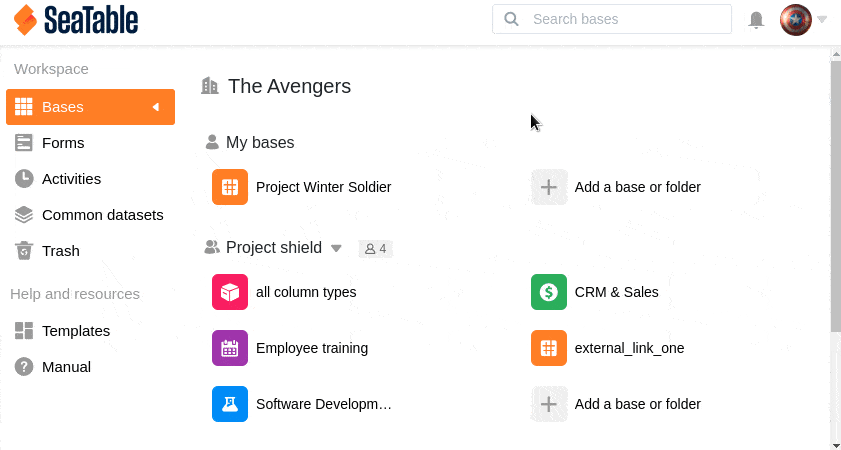 SeaTable
Search bases
Workspace
Bases
Forms
Activities
Common datasets
Trash
Help and resources
Templates
Manual
The Avengers
My bases
Project Winter Soldier
Add a base or folder
Project shield
4
all column types
CRM & Sales
Employee training
external_link_one
Software Developm...
Add a base or folder